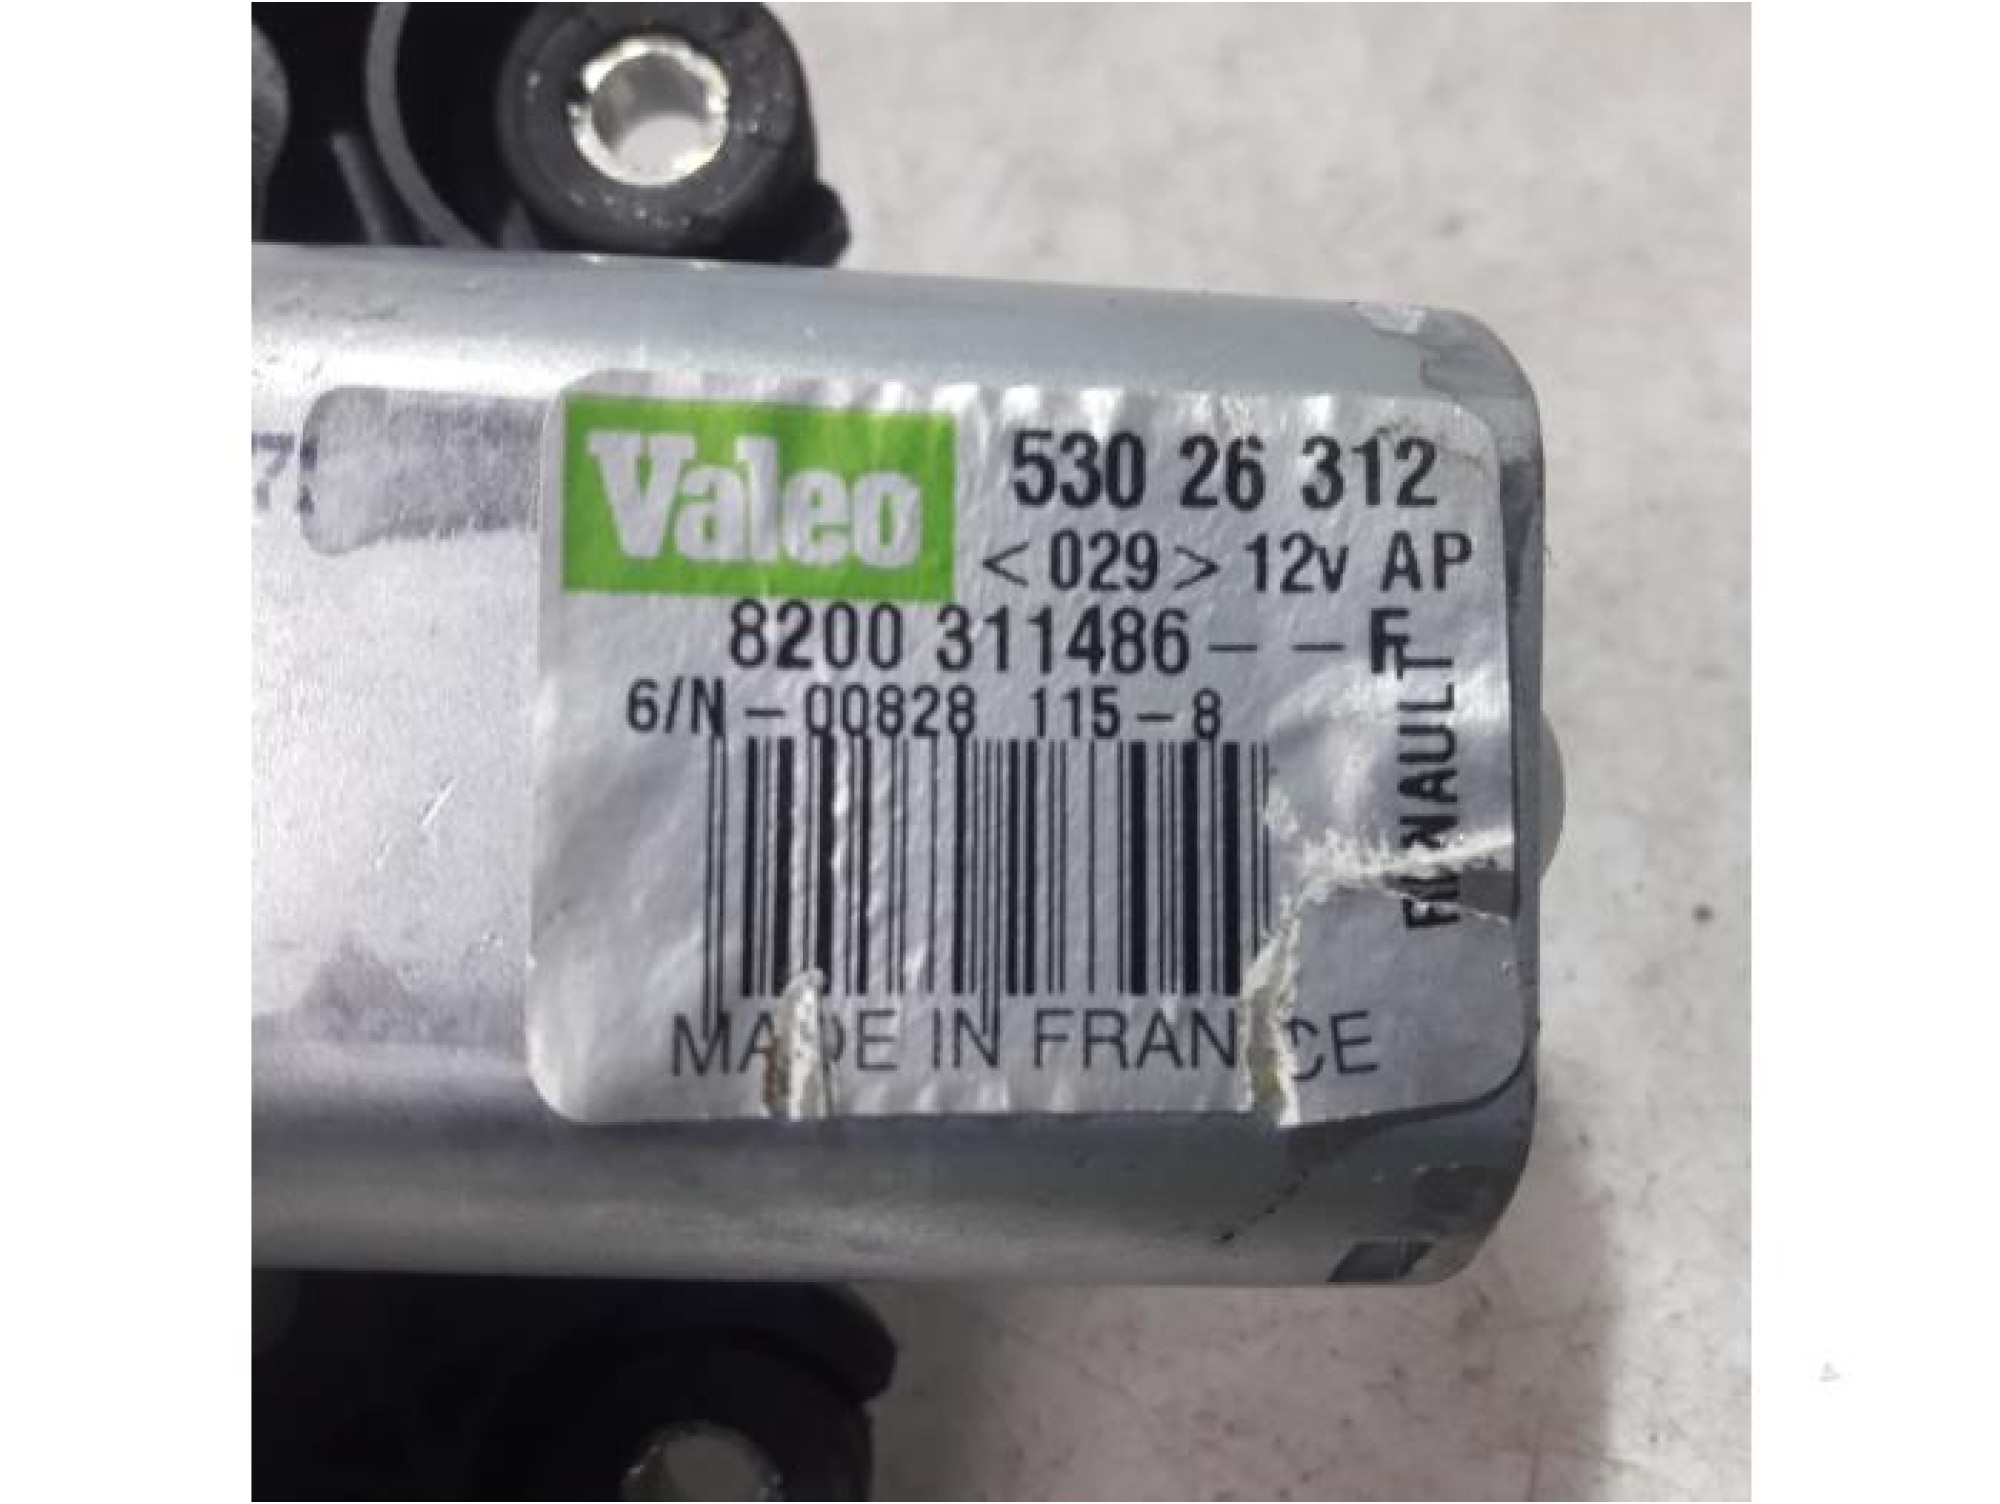 Valeo
530 26 312
<029> 12v AP
8200 311486--F
6/N-00828 115-8
RENAULT
MADE IN FRANCE